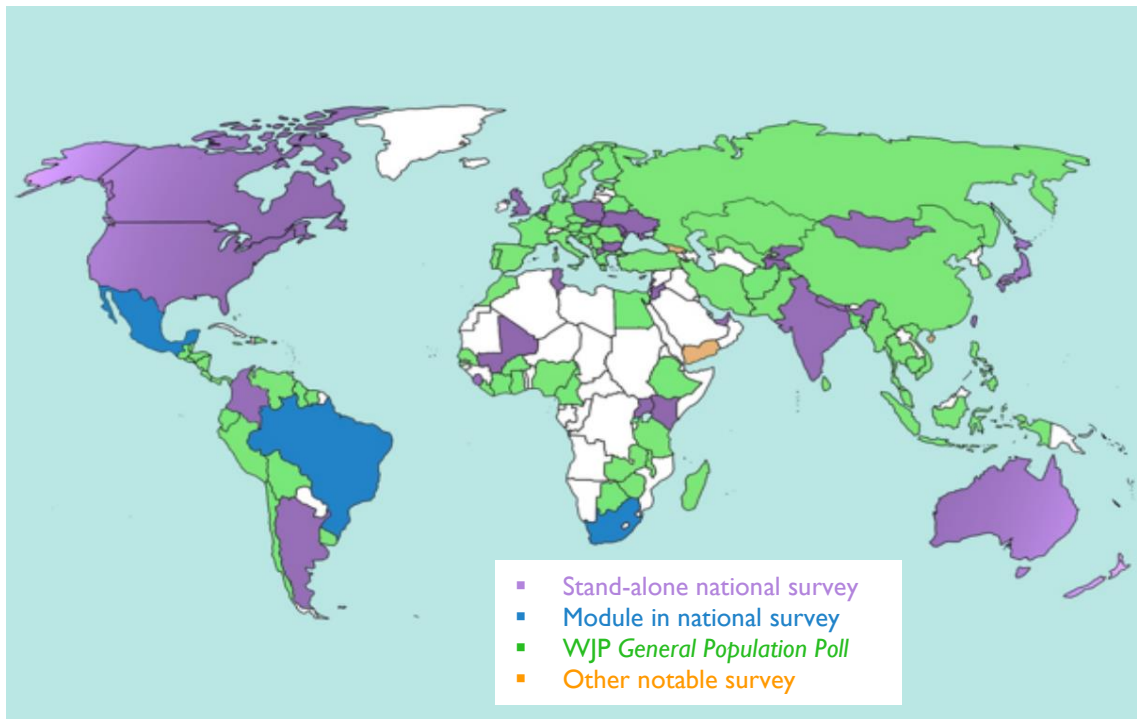 Stand-alone national survey
Module in national survey
WJP General Population Poll
Other notable survey